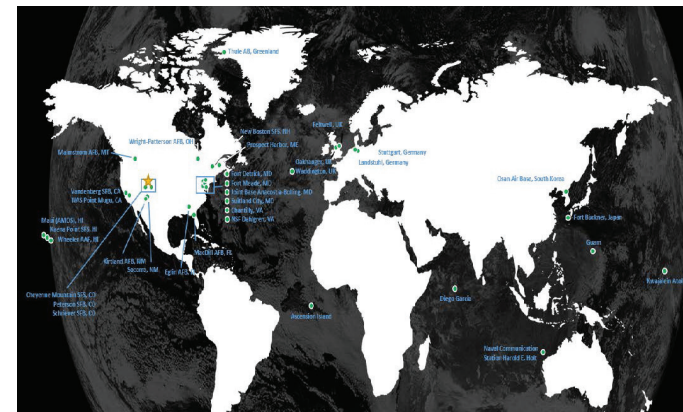 Thule AB, Greenland
New Boston SFS, NH
Prospect Harbor, ME
Wright-Patterson AFB, OH
Malmstrom AFB, MT
Feltwell, UK
Oakhanger, UK
Waddington, UK
Stuttgart, Germany
Landstuhl, Germany
Osan Air Base, South Korea
Fort Buckner, Japan
Guam
Kwajalein Atoll
Vandenberg SFB, CA
NAS Point Mugu, CA
Fort Detrick, MD
Fort Meade, MD
Joint Base Anacostia-Bolling, MD
Suitland City, MD
Chantilly, VA
NSF Dahlgren, VA
Maui (AMOS), HI
Kaena Point SFS, HI
Wheeler AAF, HI
Kirtland AFB, NM
Socorro, NM
MacDill AFB, FL
Eglin AFB,
Cheyenne Mountain SFS, CO
Peterson SFB, CO
Schriever SFB, CO
Ascension Island
Diego Garcia
Naval Communication
Station Harold E. Holt